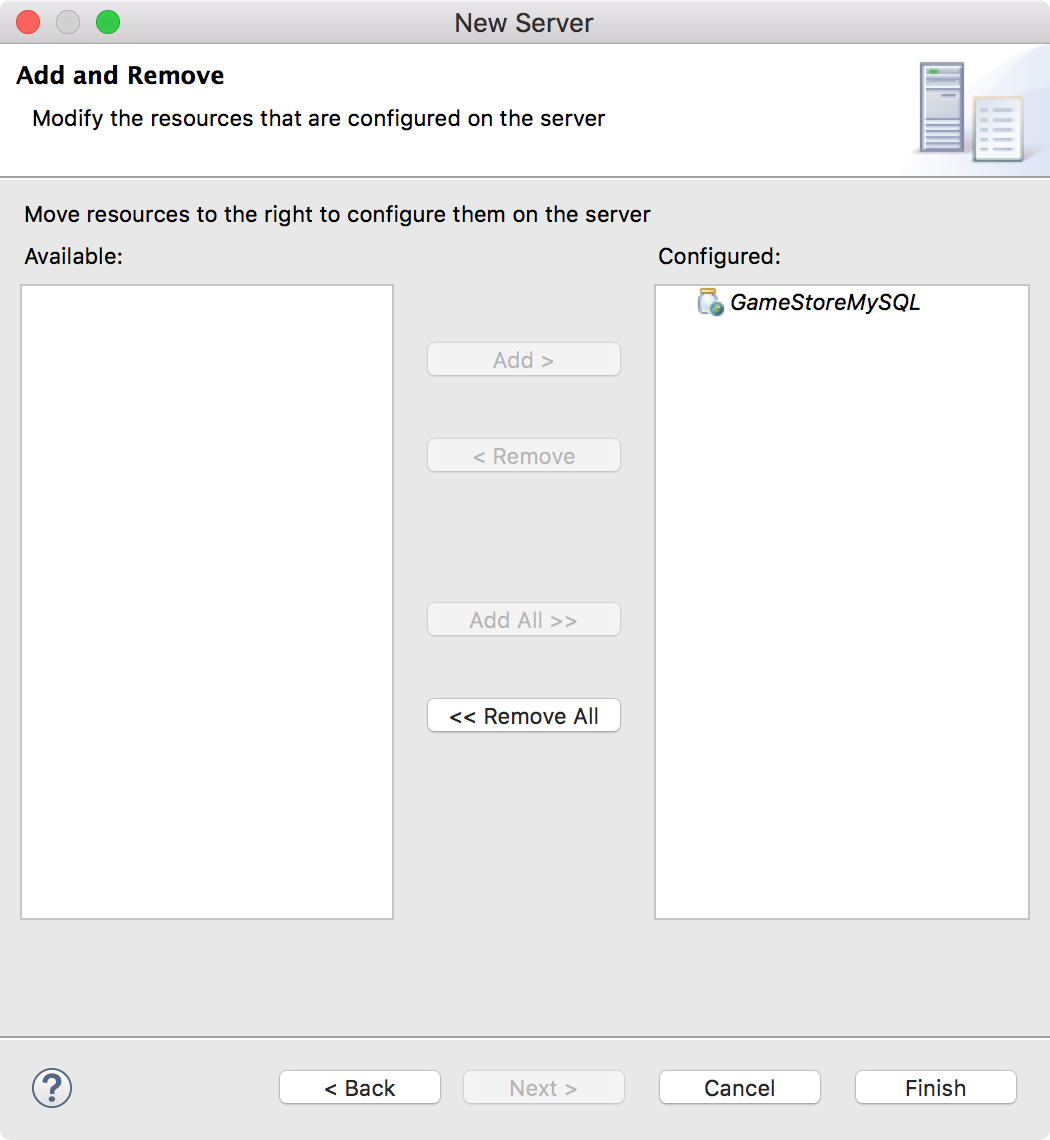 New Server
Add and Remove
Modify the resources that are configured on the server
Move resources to the right to configure them on the server
Available:
Configured:
GameStoreMySQL
Add >
< Remove
Add All >>
<< Remove All
?
< Back
Next >
Cancel
Finish